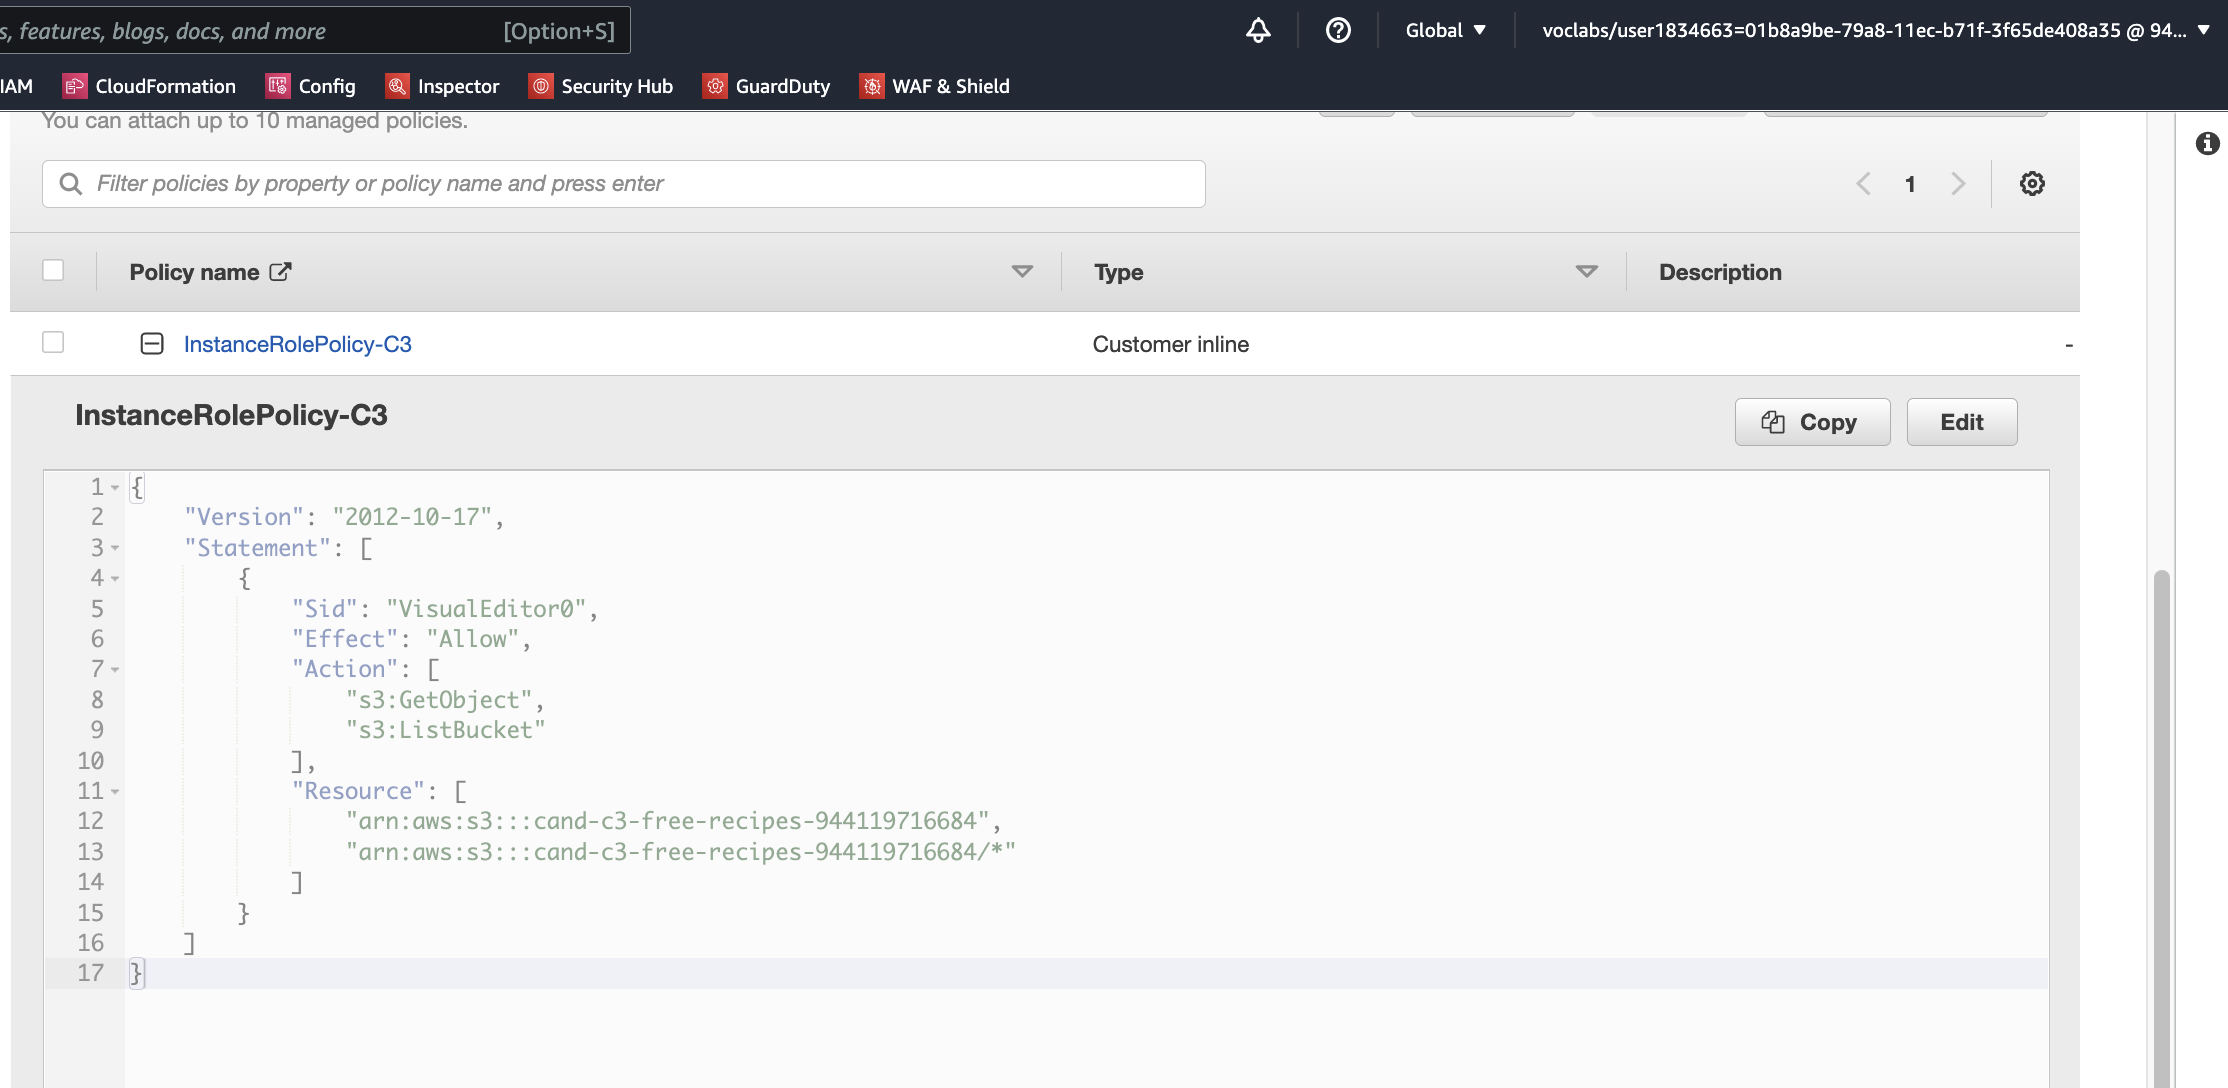 s, features, blogs, docs, and more [Option+S] Global ▼ voclabs/user1834663=01b8a9be-79a8-11ec-b71f-3f65de408a35 @ 94... ▼
IAM CloudFormation Config Inspector Security Hub GuardDuty WAF & Shield
You can attach up to 10 managed policies.
Filter policies by property or policy name and press enter < 1 >
Policy name Type Description
InstanceRolePolicy-C3 Customer inline -
InstanceRolePolicy-C3 Copy Edit
1 {
2     "Version": "2012-10-17",
3     "Statement": [
4         {
5             "Sid": "VisualEditor0",
6             "Effect": "Allow",
7             "Action": [
8                 "s3:GetObject",
9                 "s3:ListBucket"
10             ],
11             "Resource": [
12                 "arn:aws:s3:::cand-c3-free-recipes-944119716684",
13                 "arn:aws:s3:::cand-c3-free-recipes-944119716684/*"
14             ]
15         }
16     ]
17 }